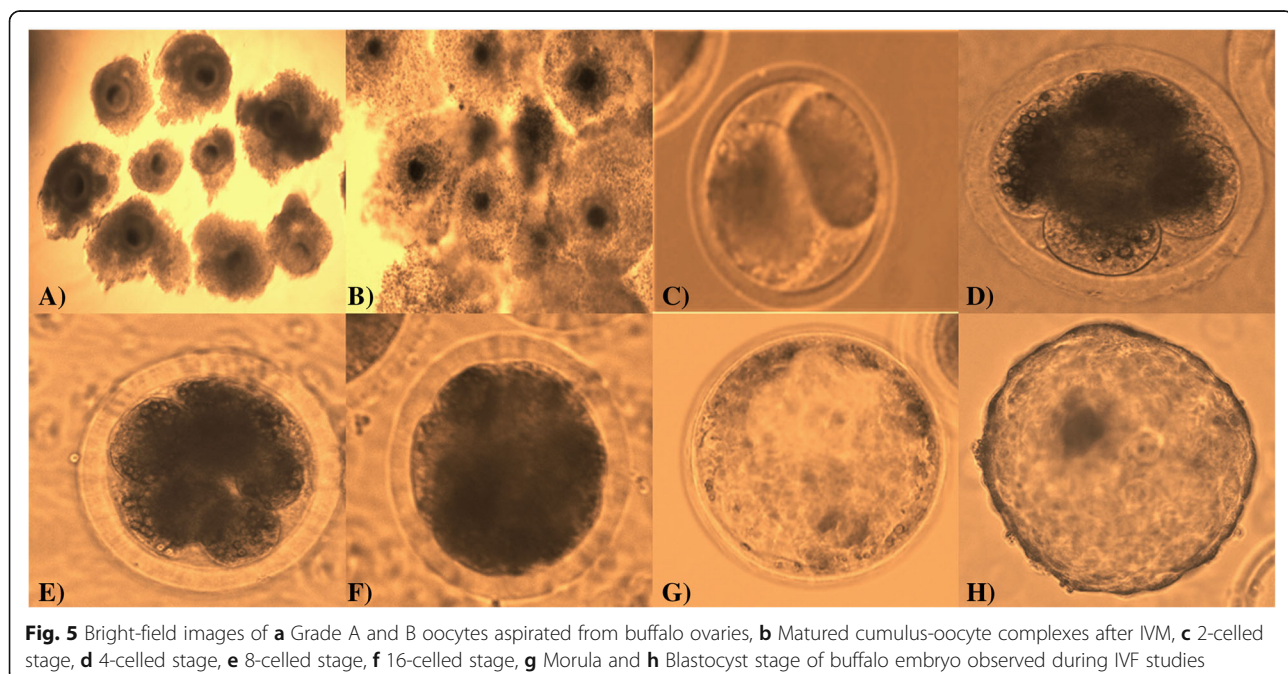 A)
B)
C)
D)
E)
F)
G)
H)
Fig. 5 Bright-field images of a Grade A and B oocytes aspirated from buffalo ovaries, b Matured cumulus-oocyte complexes after IVM, c 2-celled
stage, d 4-celled stage, e 8-celled stage, f 16-celled stage, g Morula and h Blastocyst stage of buffalo embryo observed during IVF studies